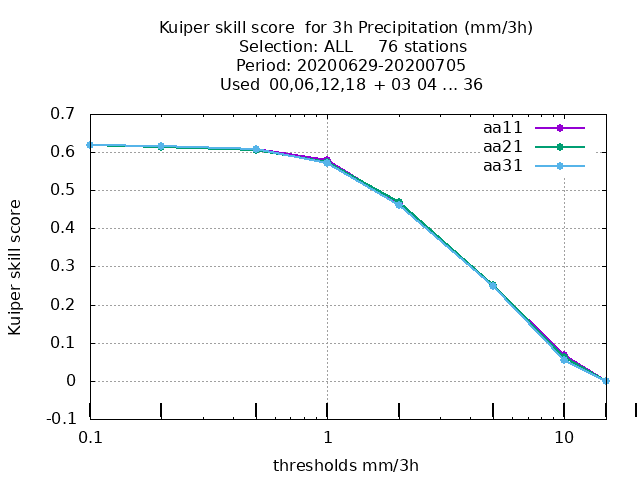 Kuiper skill score  for 3h Precipitation (mm/3h)
Selection: ALL     76 stations
Period: 20200629-20200705
Used  00,06,12,18  + 03 04 ... 36
aa11
aa21
aa31
Kuiper skill score
0.7
0.6
0.5
0.4
0.3
0.2
0.1
0
-0.1
0.1
1
10
thresholds mm/3h